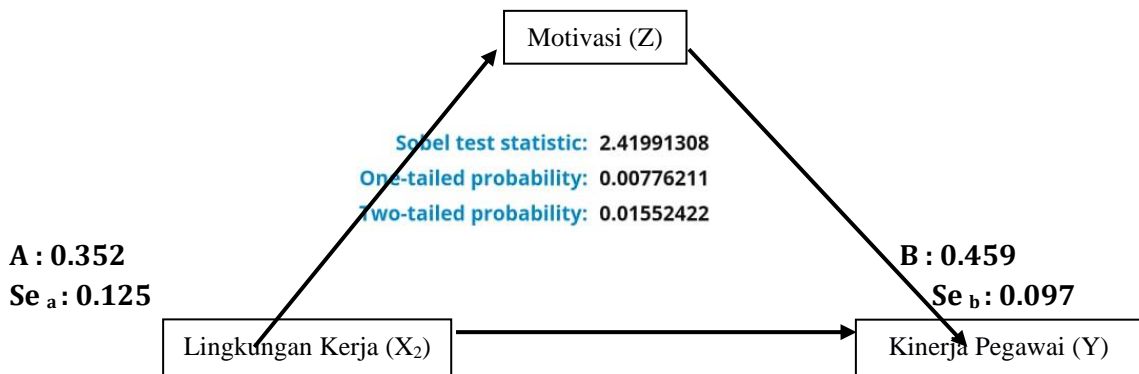 Motivasi (Z)
Sobel test statistic: 2.41991308
One-tailed probability: 0.00776211
Two-tailed probability: 0.01552422
A : 0.352
Se a : 0.125
B : 0.459
Se b : 0.097
Lingkungan Kerja (X2)
Kinerja Pegawai (Y)